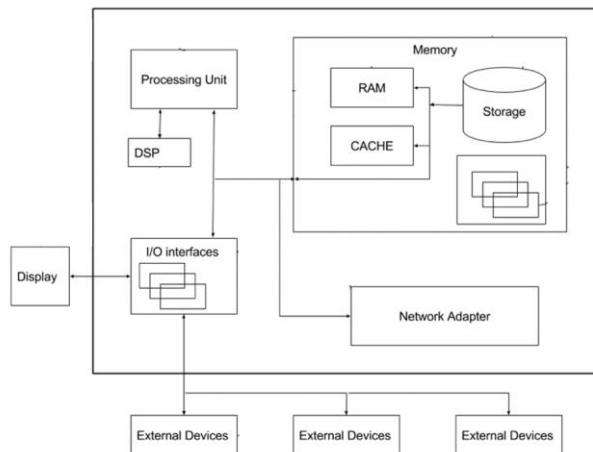 Memory
Processing Unit
RAM
Storage
CACHE
DSP
I/O interfaces
Display
Network Adapter
External Devices
External Devices
External Devices